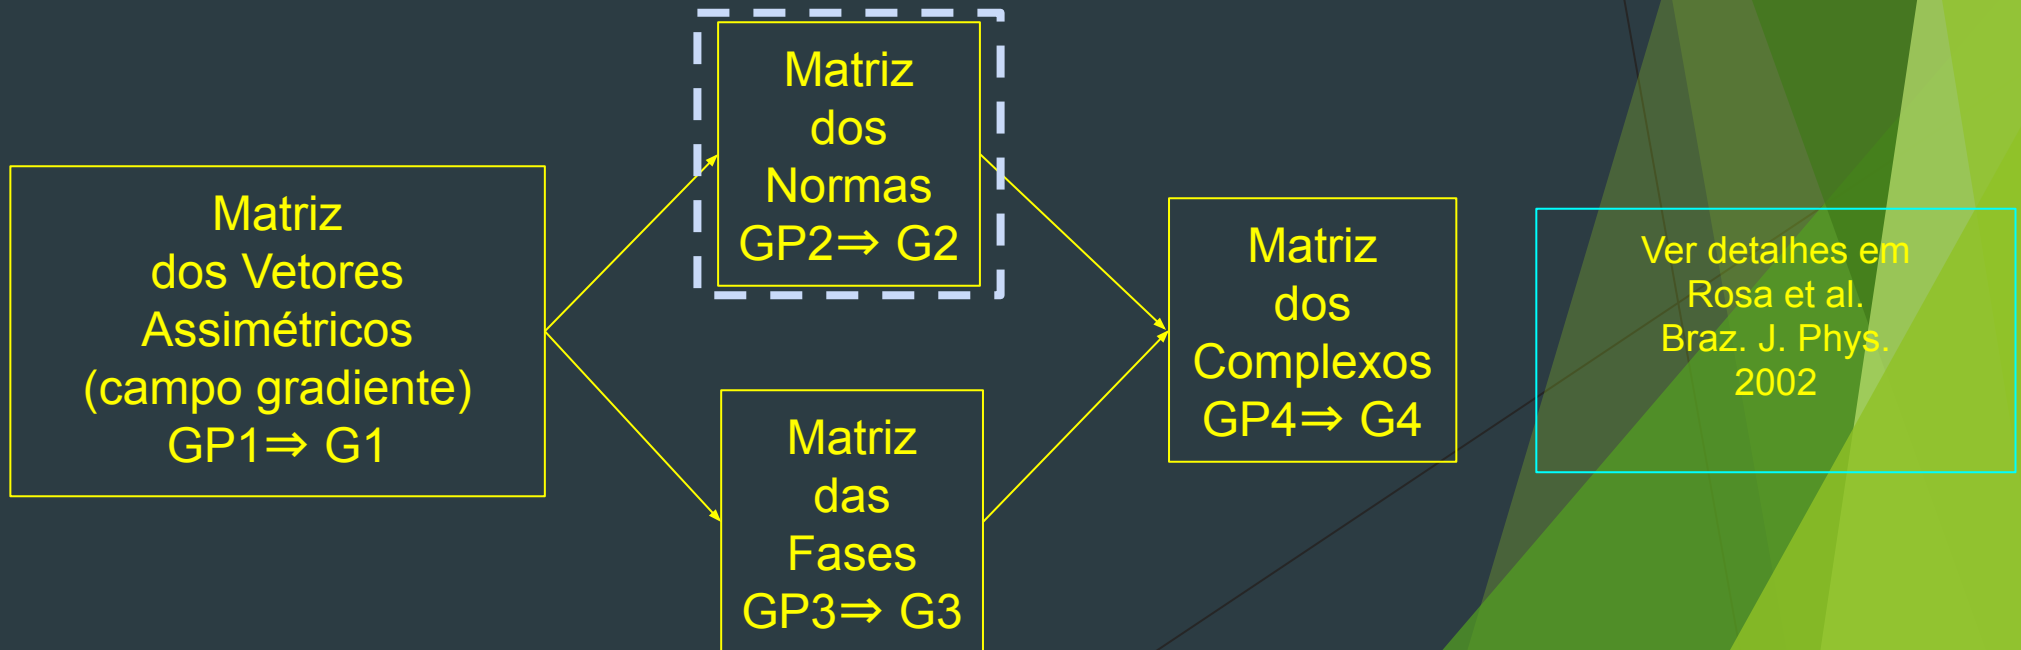 Matriz
dos Vetores
Assimétricos
(campo gradiente)
GP1⇒ G1
Matriz
dos
Normas
GP2⇒ G2
Matriz
das
Fases
GP3⇒ G3
Matriz
dos
Complexos
GP4⇒ G4
Ver detalhes em
Rosa et al.
Braz. J. Phys.
2002